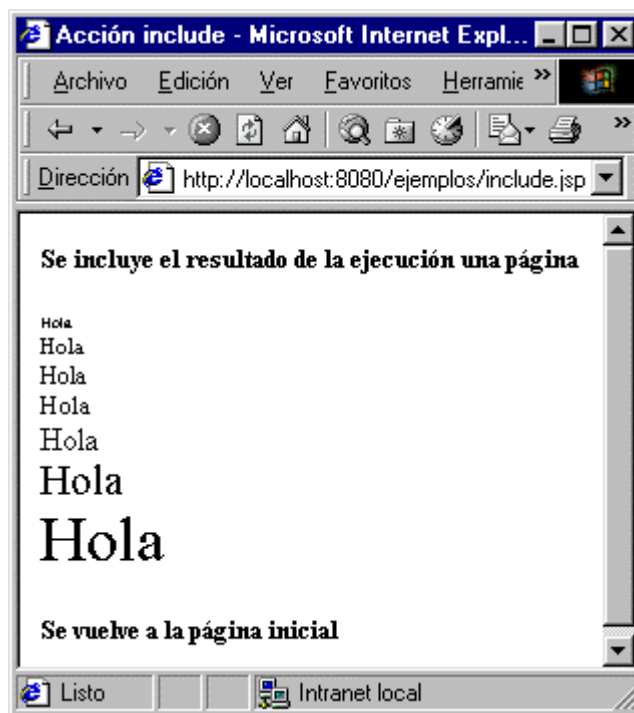 Acción include - Microsoft Internet Expl...
Archivo Edición Ver Favoritos Herramie »
»
Dirección http://localhost:8080/ejemplos/include.jsp
Se incluye el resultado de la ejecución una página
Hola
Hola
Hola
Hola
Hola
Hola
Hola
Se vuelve a la página inicial
Listo Intranet local